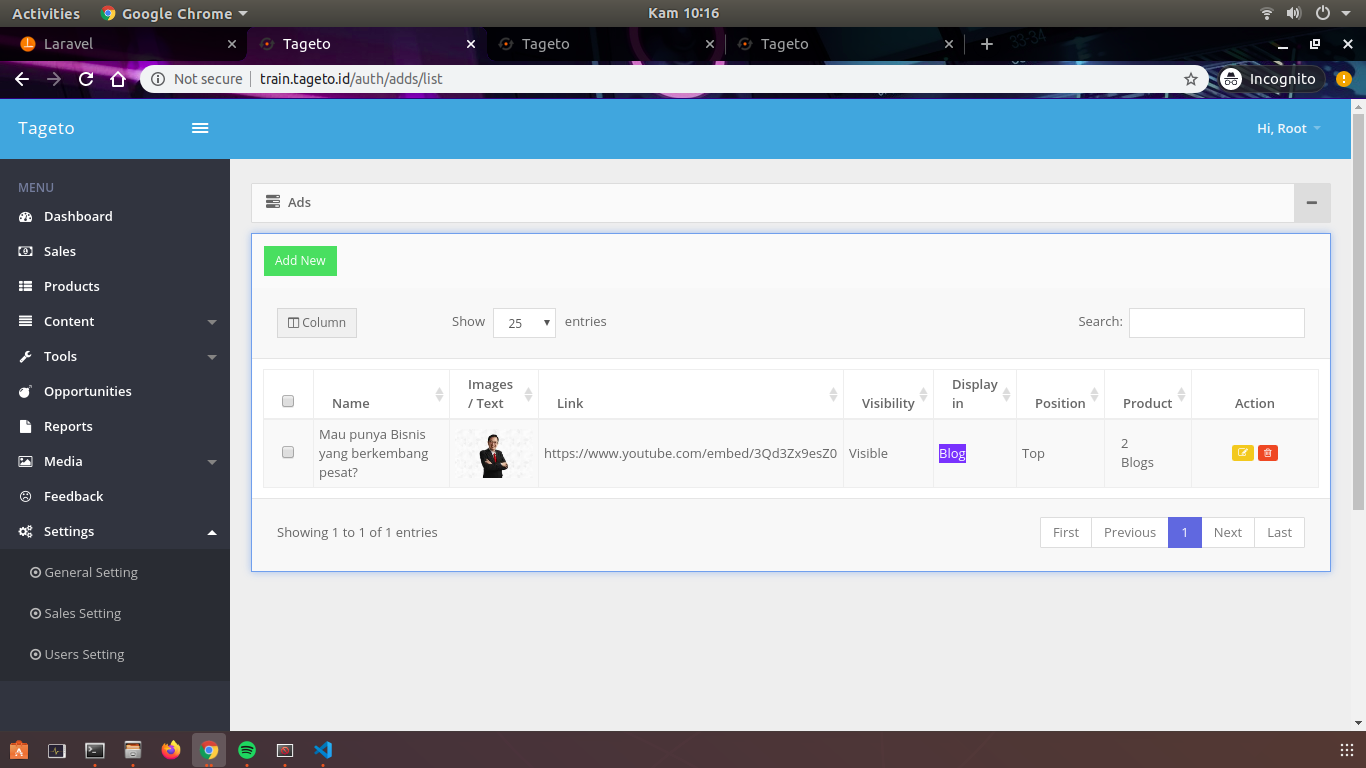 Activities
Google Chrome
Kam 10:16
Laravel
Tageto
Tageto
Tageto
Not secure
train.tageto.id/auth/adds/list
Incognito
Tageto
Hi, Root
MENU
Dashboard
Sales
Products
Content
Tools
Opportunities
Reports
Media
Feedback
Settings
General Setting
Sales Setting
Users Setting
Ads
Add New
Column
Show 25 entries
Search:
Name
Images
/ Text
Link
Visibility
Display
in
Position
Product
Action
Mau punya Bisnis
yang berkembang
pesat?
https://www.youtube.com/embed/3Qd3Zx9esZ0
Visible
Blog
Top
2
Blogs
Showing 1 to 1 of 1 entries
First Previous 1 Next Last